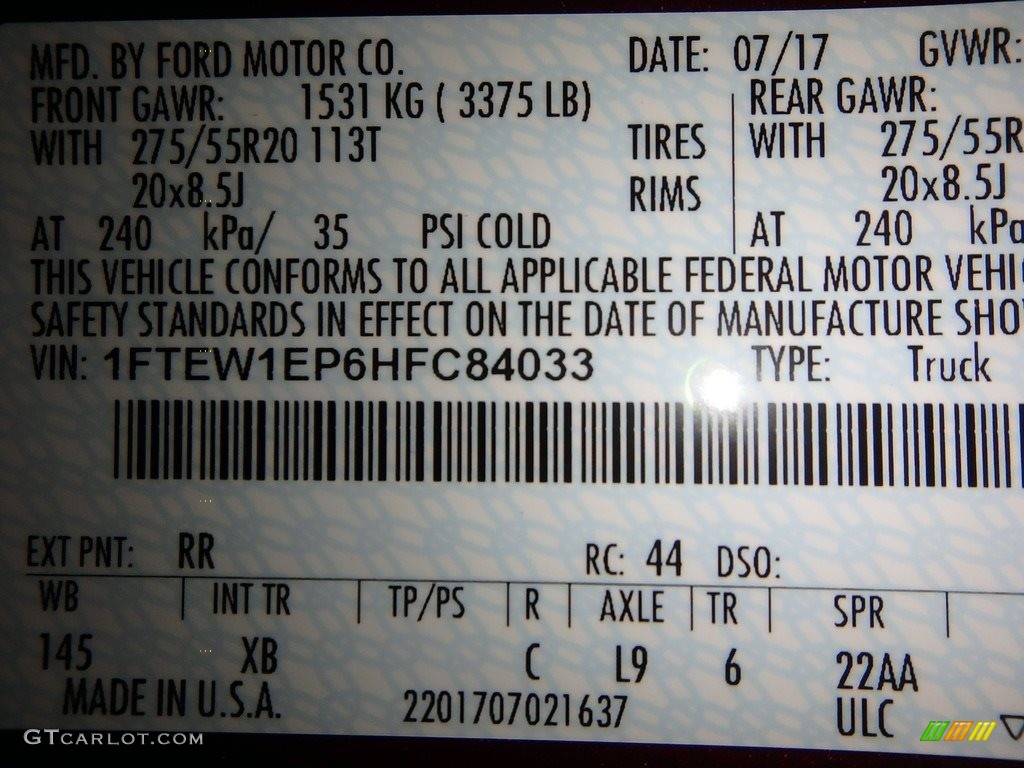 MFD. BY FORD MOTOR CO. DATE: 07/17 GVWR:
FRONT GAWR: 1531 KG ( 3375 LB) REAR GAWR:
WITH 275/55R20 113T TIRES WITH 275/55R
20x8.5J RIMS 20x8.5J
AT 240 kPa/ 35 PSI COLD AT 240 kPa
THIS VEHICLE CONFORMS TO ALL APPLICABLE FEDERAL MOTOR VEHI
SAFETY STANDARDS IN EFFECT ON THE DATE OF MANUFACTURE SHO
VIN: 1FTEW1EP6HFC84033 TYPE: Truck
EXT PNT: RR RC: 44 DSO:
WB INT TR TP/PS R AXLE TR SPR
145 XB C L9 6 22AA
MADE IN U.S.A. 2201707021637 ULC
GTCARLOT.COM